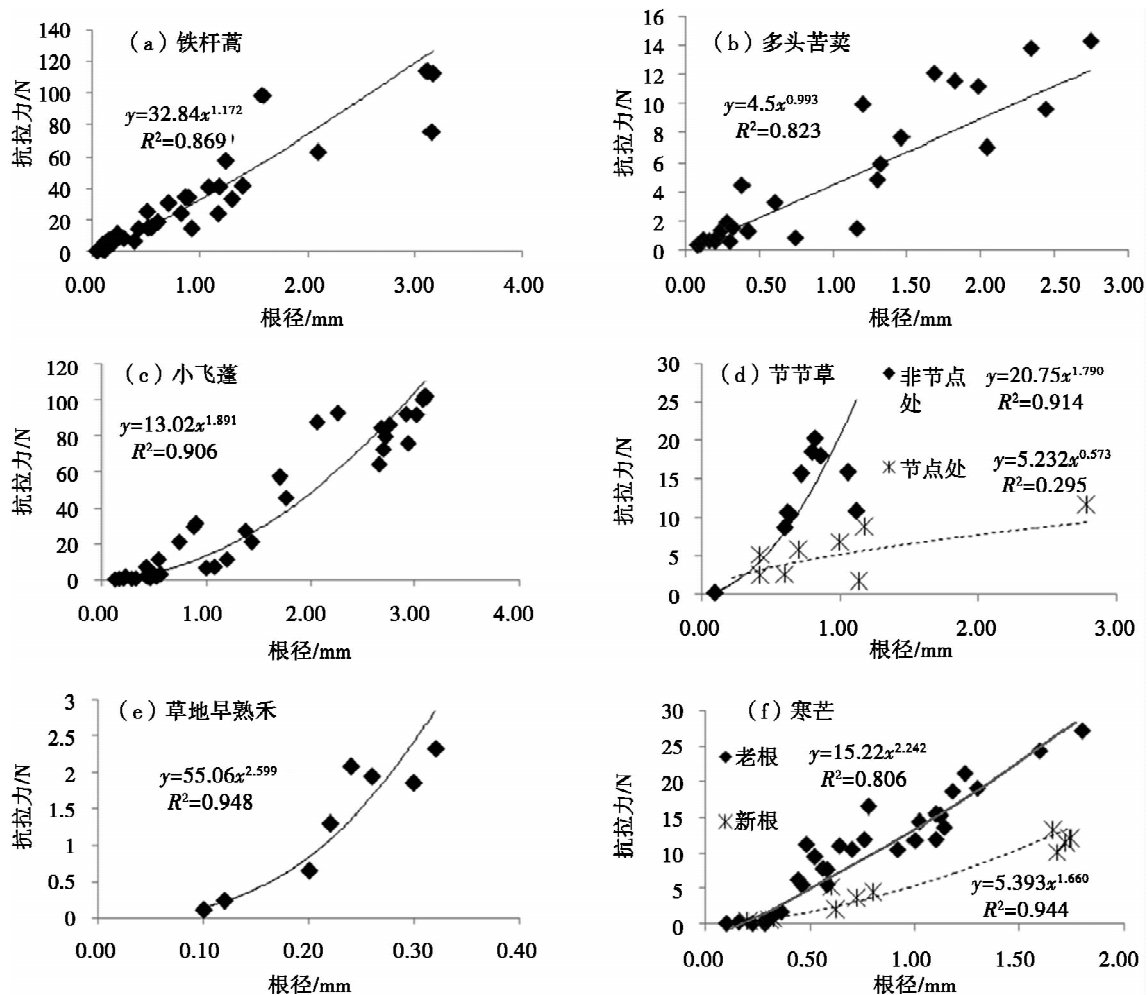 (a)铁杆蒿
140
120
100
80
60
40
20
0
y=32.84x^1.172
R²=0.869
抗拉力/N
0.00 1.00 2.00 3.00 4.00
根径/mm
(b)多头苦荬
16
14
12
10
8
6
4
2
0
y=4.5x^0.993
R²=0.823
抗拉力/N
0.00 0.50 1.00 1.50 2.00 2.50 3.00
根径/mm
(c)小飞蓬
120
100
80
60
40
20
0
y=13.02x^1.891
R²=0.906
抗拉力/N
0.00 1.00 2.00 3.00 4.00
根径/mm
(d)节节草
30
25
20
15
10
5
0
非节点
处
y=20.75x^1.790
R²=0.914
节点处
y=5.232x^0.573
R²=0.295
抗拉力/N
0.00 1.00 2.00 3.00
根径/mm
(e)草地早熟禾
3
2.5
2
1.5
1
0.5
0
y=55.06x^2.599
R²=0.948
抗拉力/N
0.00 0.10 0.20 0.30 0.40
根径/mm
(f)寒芒
30
25
20
15
10
5
0
老根
y=15.22x^2.242
R²=0.806
新根
y=5.393x^1.660
R²=0.944
抗拉力/N
0.00 0.50 1.00 1.50 2.00
根径/mm